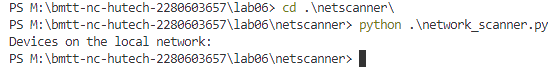 PS M:\bmtt-nc-hutech-2280603657\lab06> cd .\netscanner\
PS M:\bmtt-nc-hutech-2280603657\lab06\netscanner> python .\network_scanner.py
Devices on the local network:
PS M:\bmtt-nc-hutech-2280603657\lab06\netscanner>